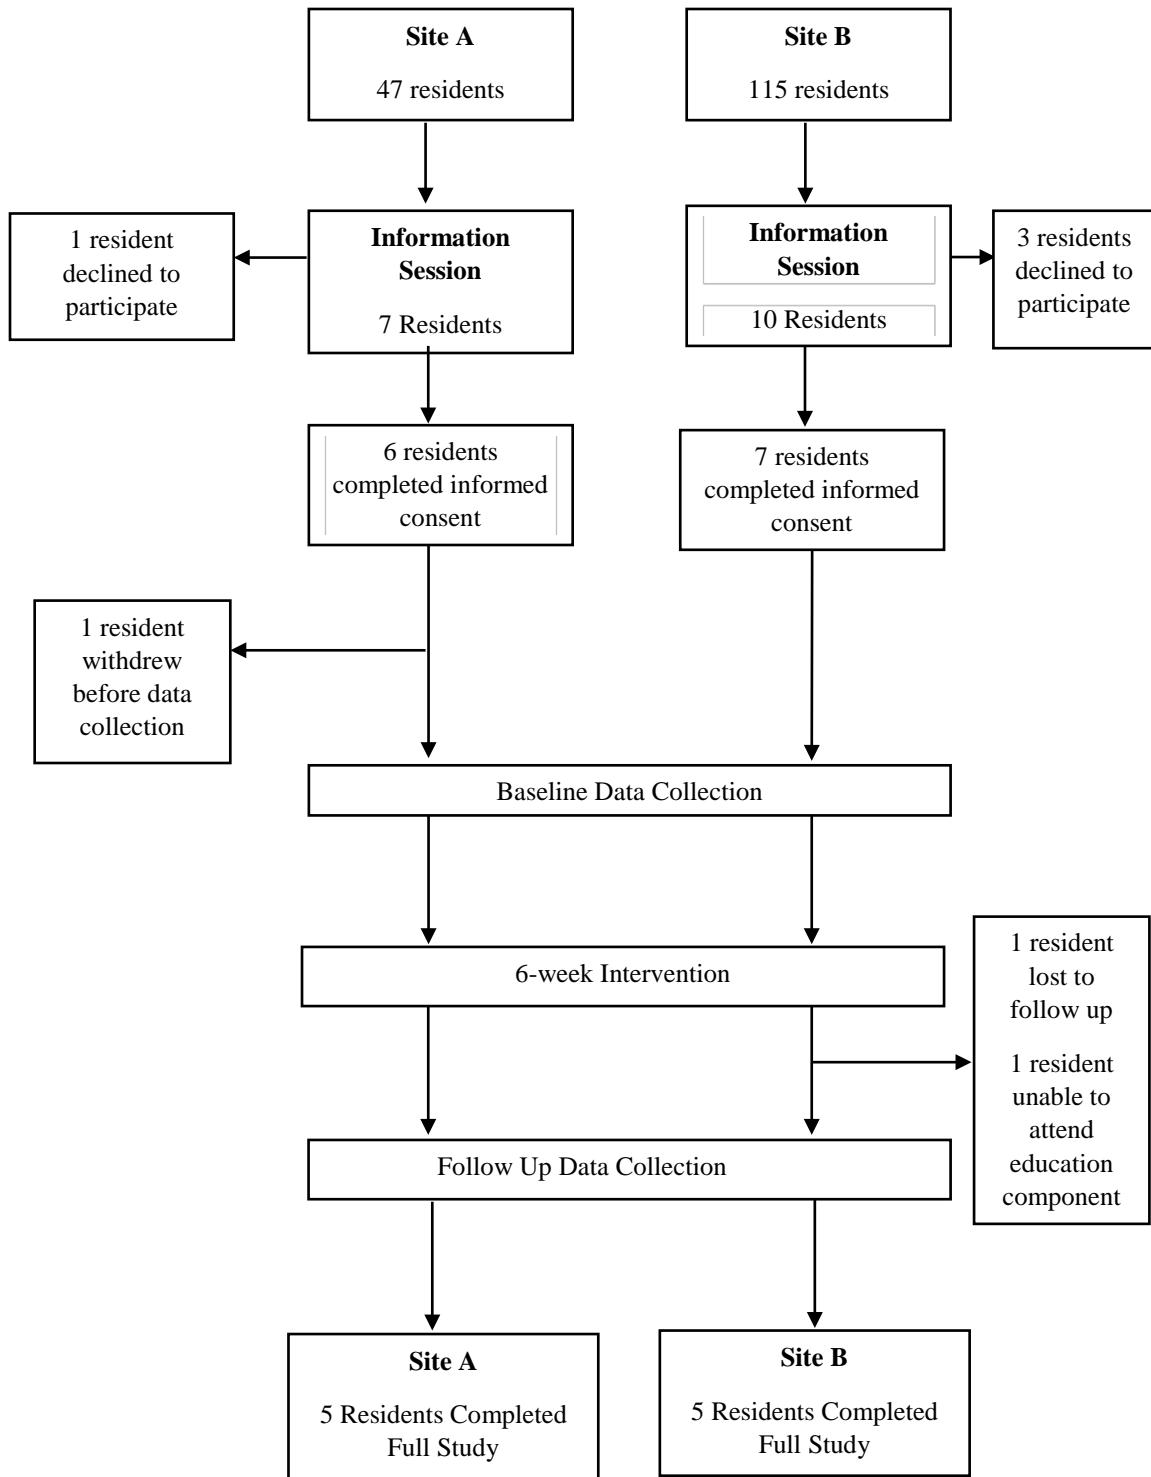 Site A
47 residents
Site B
115 residents
1 resident
declined to
participate
Information
Session
7 Residents
Information
Session
10 Residents
3 residents
declined to
participate
6 residents
completed informed
consent
7 residents
completed informed
consent
1 resident
withdrew
before data
collection
Baseline Data Collection
6-week Intervention
1 resident
lost to
follow up
1 resident
unable to
attend
education
component
Follow Up Data Collection
Site A
5 Residents Completed
Full Study
Site B
5 Residents Completed
Full Study